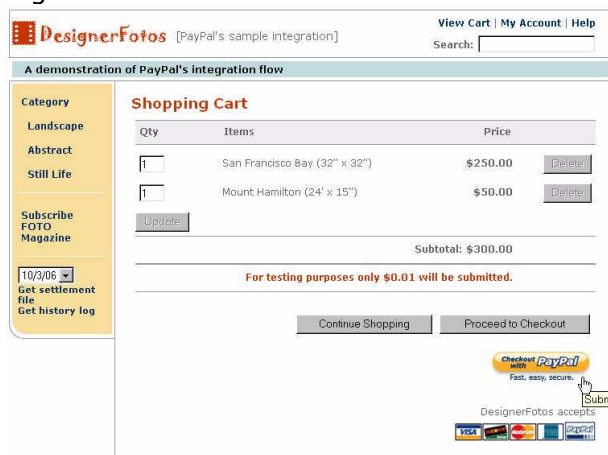 DesignerFotos [PayPal's sample integration]
View Cart | My Account | Help
Search:
A demonstration of PayPal's integration flow
Category
Landscape
Abstract
Still Life
Subscribe
FOTO
Magazine
10/3/06
Get settlement
file
Get history log
Shopping Cart
Qty Items Price
1 San Francisco Bay (32" x 32") $250.00 Delete
1 Mount Hamilton (24' x 15") $50.00 Delete
Update
Subtotal: $300.00
For testing purposes only $0.01 will be submitted.
Continue Shopping Proceed to Checkout
Checkout
with PayPal
Fast, easy, secure.
Subm
DesignerFotos accepts
VISA PayPal